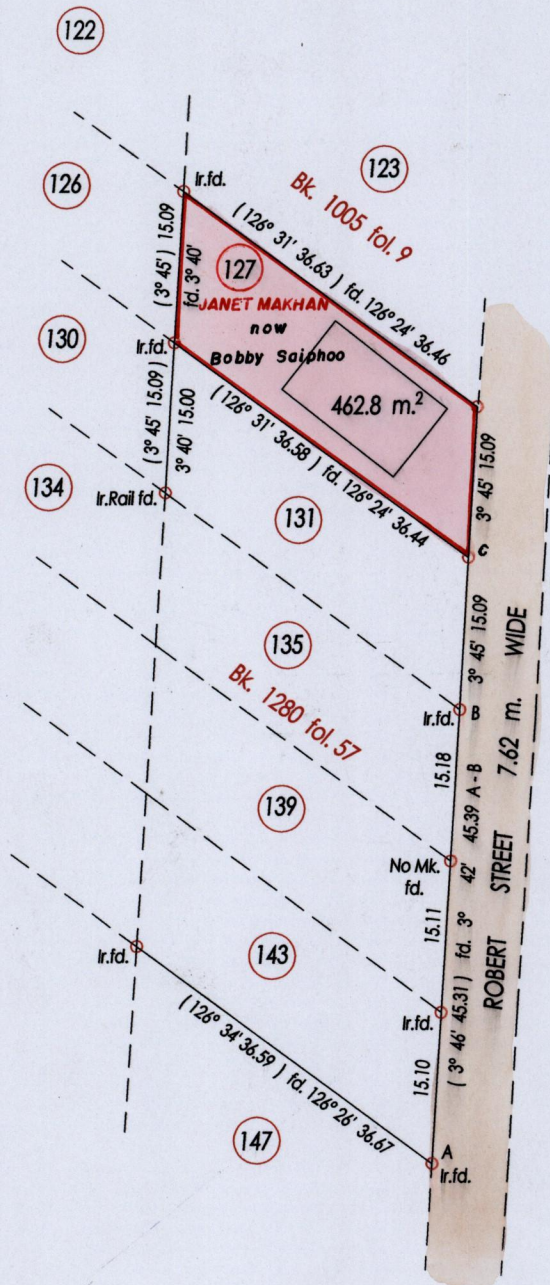 122
123
126
Ir.fd.
Bk. 1005 fol. 9
( 126° 31' 36.63 ) fd. 126° 24' 36.46
( 3° 45' ) 15.09
fd. 3° 40'
127
JANET MAKHAN
now
Bobby Saiphoo
462.8 m.²
130
Ir.fd.
( 126° 31' 36.58 ) fd. 126° 24' 36.44
( 3° 45' 15.09 )
3° 40' 15.00
3° 45' 15.09
C
134
Ir.Rail fd.
131
3° 45' 15.09
135
Ir.fd.
B
Bk. 1280 fol. 57
15.18
139
No Mk.
fd.
15.11
( 3° 46' 45.31 ) fd. 3° 42' 45.39 A - B
ROBERT STREET 7.62 m. WIDE
Ir.fd.
143
Ir.fd.
15.10
( 126° 34' 36.59 ) fd. 126° 26' 36.67
147
A
Ir.fd.